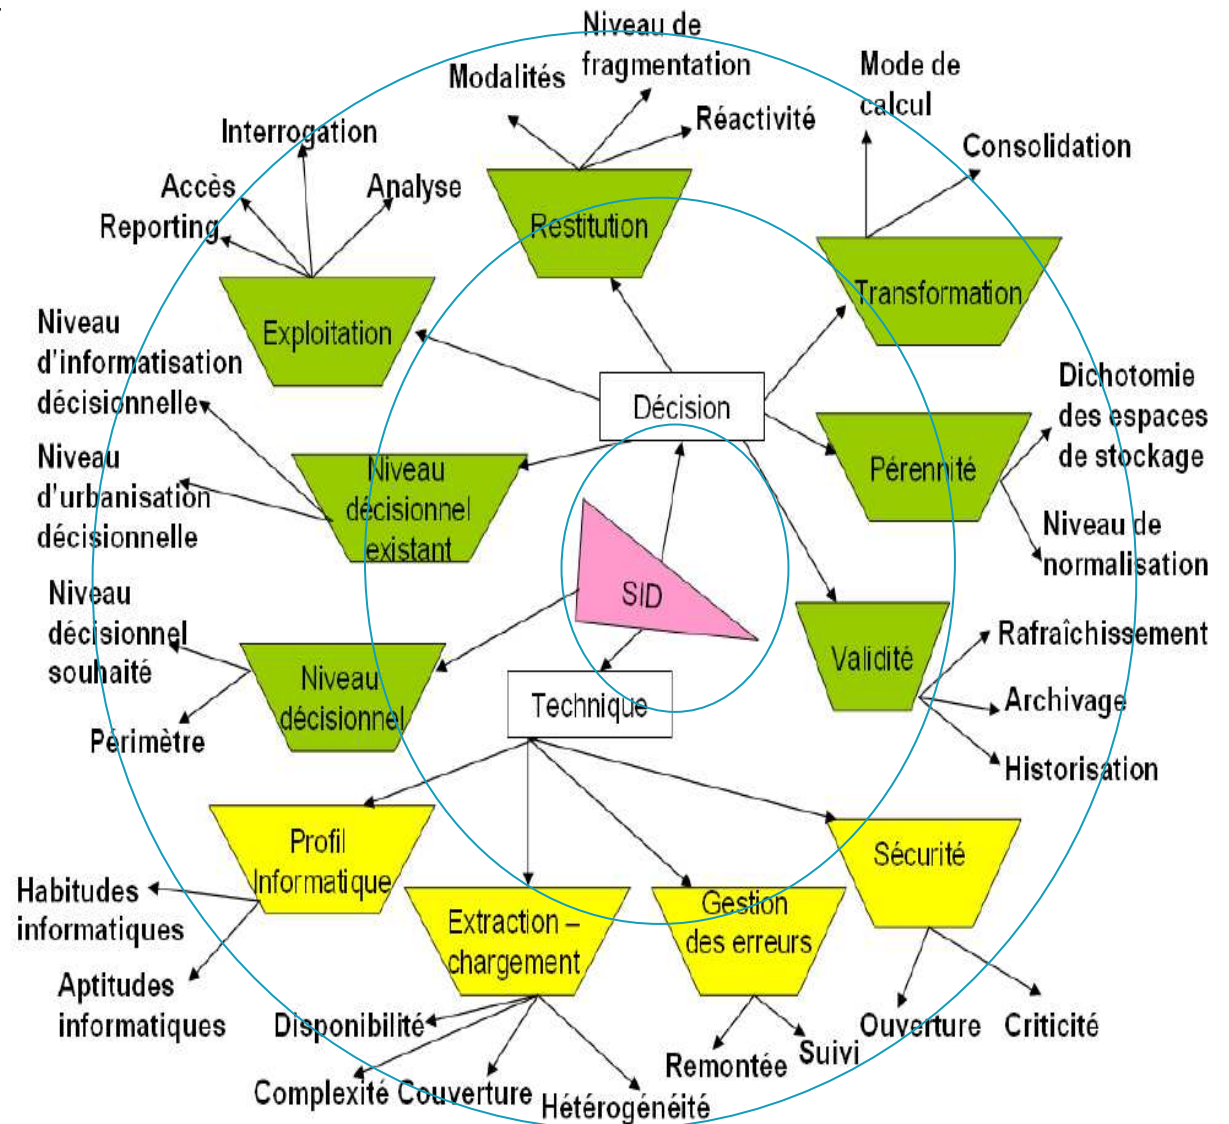 Niveau de
fragmentation
Modalités
Réactivité
Mode de
calcul
Consolidation
Interrogation
Accès
Analyse
Reporting
Restitution
Transformation
Exploitation
Niveau
d'informatisation
décisionnelle
Niveau
d'urbanisation
décisionnelle
Décision
Dichotomie
des espaces
de stockage
Pérennité
Niveau de
normalisation
Niveau
décisionnel
existant
SID
Niveau
décisionnel
souhaité
Périmètre
Niveau
décisionnel
Technique
Validité
Rafraîchissement
Archivage
Historisation
Profil
Informatique
Habitudes
informatiques
Aptitudes
informatiques
Extraction –
chargement
Gestion
des erreurs
Sécurité
Disponibilité
Complexité
Couverture
Hétérogénéité
Remontée
Suivi
Ouverture
Criticité